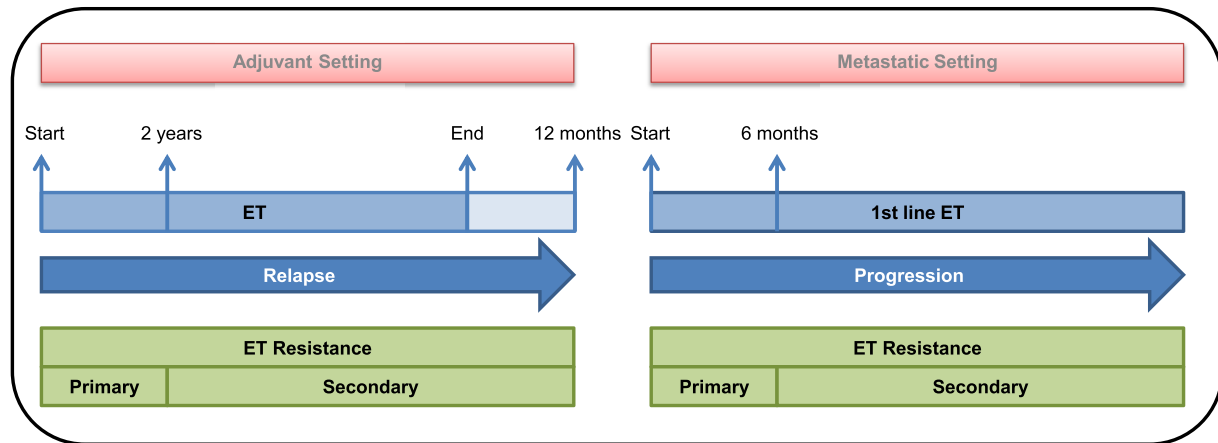 Adjuvant Setting
Metastatic Setting
Start 2 years End 12 months Start 6 months
ET
1st line ET
Relapse
Progression
ET Resistance
ET Resistance
Primary Secondary
Primary Secondary